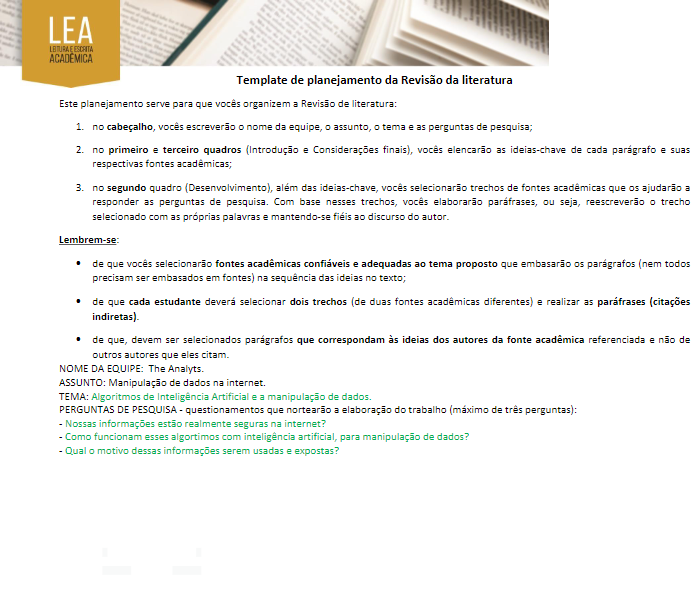 LEA
LEITURA E ESCRITA
ACADÊMICA
Template de planejamento da Revisão da literatura
Este planejamento serve para que vocês organizem a Revisão de literatura:
1. no cabeçalho, vocês escreverão o nome da equipe, o assunto, o tema e as perguntas de pesquisa;
2. no primeiro e terceiro quadros (Introdução e Considerações finais), vocês elencarão as ideias-chave de cada parágrafo e suas
respectivas fontes acadêmicas;
3. no segundo quadro (Desenvolvimento), além das ideias-chave, vocês selecionarão trechos de fontes acadêmicas que os ajudarão a
responder as perguntas de pesquisa. Com base nesses trechos, vocês elaborarão paráfrases, ou seja, reescreverão o trecho
selecionado com as próprias palavras e mantendo-se fiéis ao discurso do autor.
Lembrem-se:
• de que vocês selecionarão fontes acadêmicas confiáveis e adequadas ao tema proposto que embasarão os parágrafos (nem todos
precisam ser embasados em fontes) na sequência das ideias no texto;
• de que cada estudante deverá selecionar dois trechos (de duas fontes acadêmicas diferentes) e realizar as paráfrases (citações
indiretas).
• de que, devem ser selecionados parágrafos que correspondam às ideias dos autores da fonte acadêmica referenciada e não de
outros autores que eles citam.
NOME DA EQUIPE: The Analyts.
ASSUNTO: Manipulação de dados na internet.
TEMA: Algoritmos de Inteligência Artificial e a manipulação de dados.
PERGUNTAS DE PESQUISA - questionamentos que nortearão a elaboração do trabalho (máximo de três perguntas):
- Nossas informações estão realmente seguras na internet?
- Como funcionam esses algortimos com inteligência artificial, para manipulação de dados?
- Qual o motivo dessas informações serem usadas e expostas?